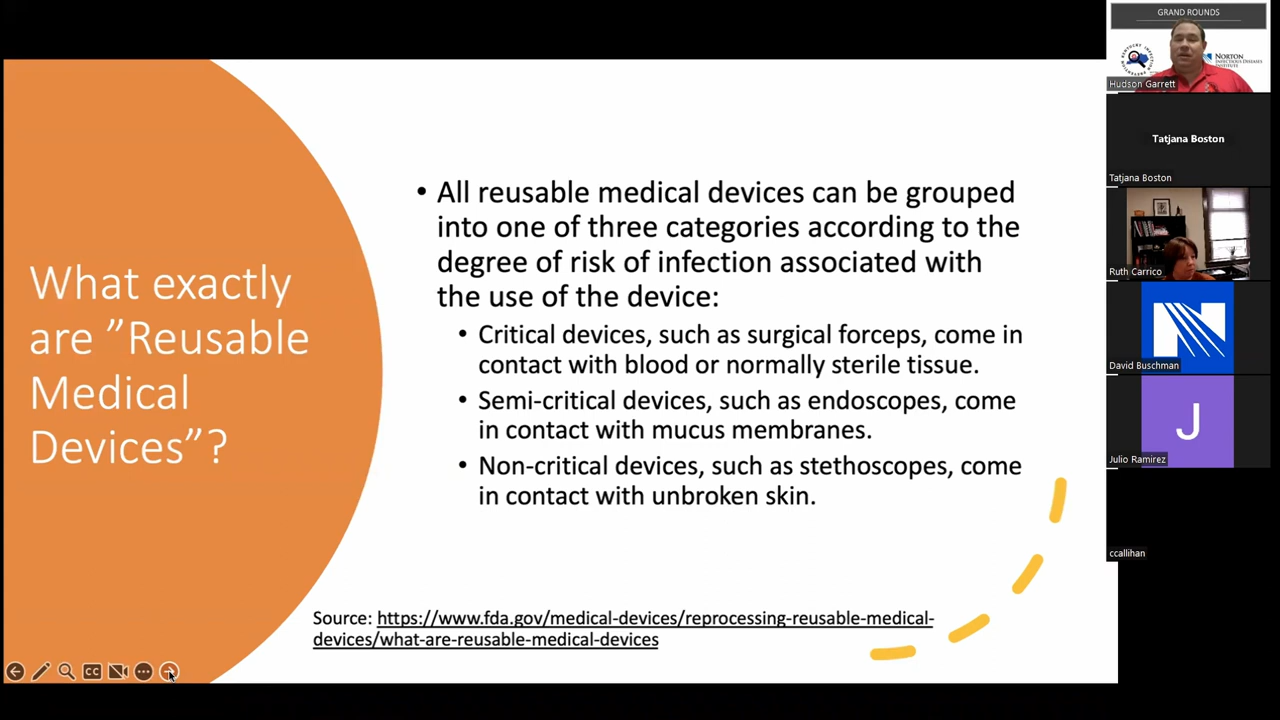 What exactly
are ”Reusable
Medical
Devices”?
• All reusable medical devices can be grouped
into one of three categories according to the
degree of risk of infection associated with
the use of the device:
• Critical devices, such as surgical forceps, come in
contact with blood or normally sterile tissue.
• Semi-critical devices, such as endoscopes, come
in contact with mucus membranes.
• Non-critical devices, such as stethoscopes, come
in contact with unbroken skin.
Source: https://www.fda.gov/medical-devices/reprocessing-reusable-medical-
devices/what-are-reusable-medical-devices
CC
GRAND ROUNDS
NORTON
INFECTIOUS DISEASES
INSTITUTE
Hudson Garrett
Tatjana Boston
Tatjana Boston
Ruth Carrico
N
David Buschman
J
Julio Ramirez
ccallihan